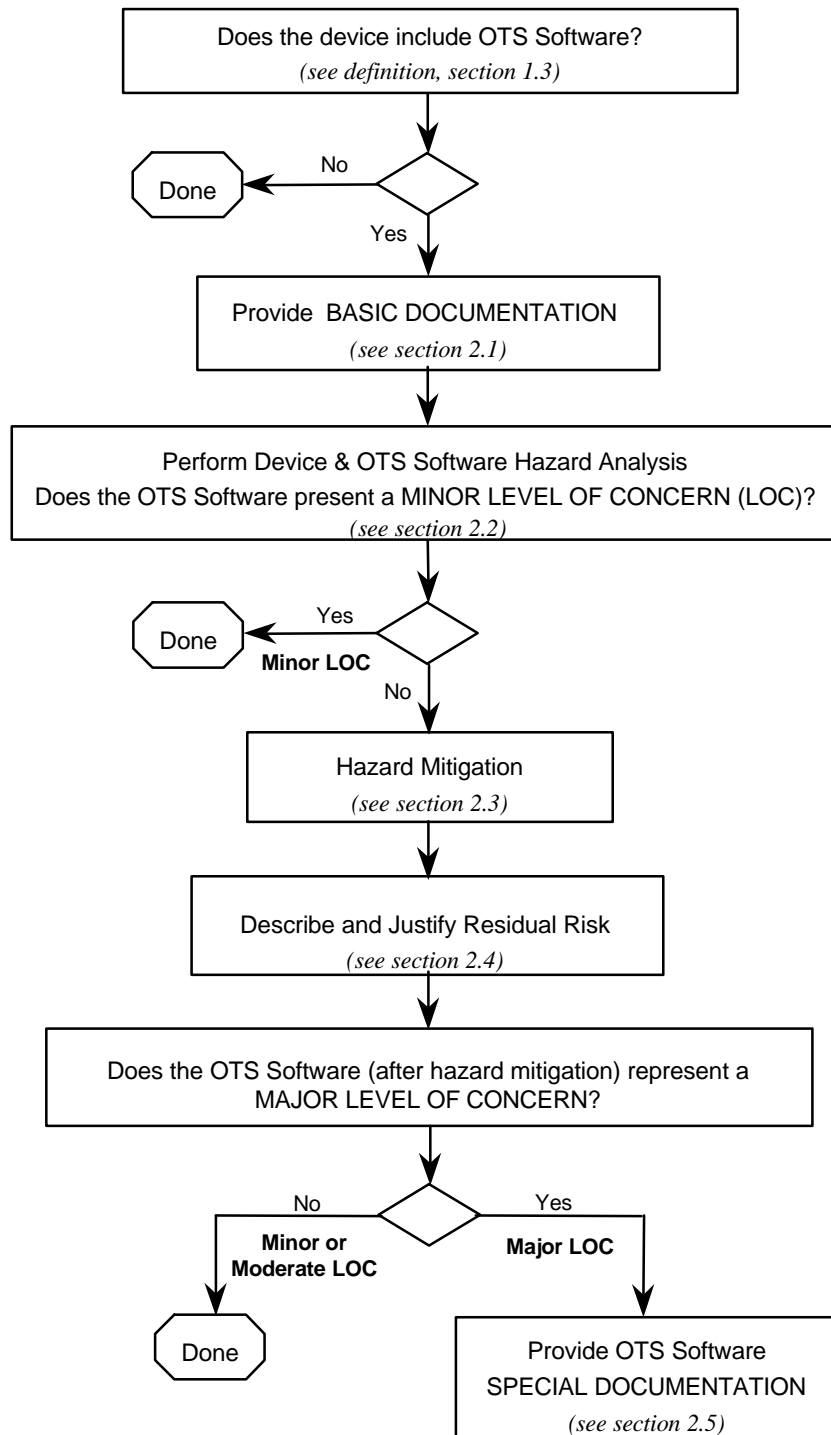 Does the device include OTS Software?
(see definition, section 1.3)
No
Done
Yes
Provide BASIC DOCUMENTATION
(see section 2.1)
Perform Device & OTS Software Hazard Analysis
Does the OTS Software present a MINOR LEVEL OF CONCERN (LOC)?
(see section 2.2)
Yes
Done
Minor LOC
No
Hazard Mitigation
(see section 2.3)
Describe and Justify Residual Risk
(see section 2.4)
Does the OTS Software (after hazard mitigation) represent a
MAJOR LEVEL OF CONCERN?
No
Yes
Minor or
Moderate LOC
Major LOC
Done
Provide OTS Software
SPECIAL DOCUMENTATION
(see section 2.5)